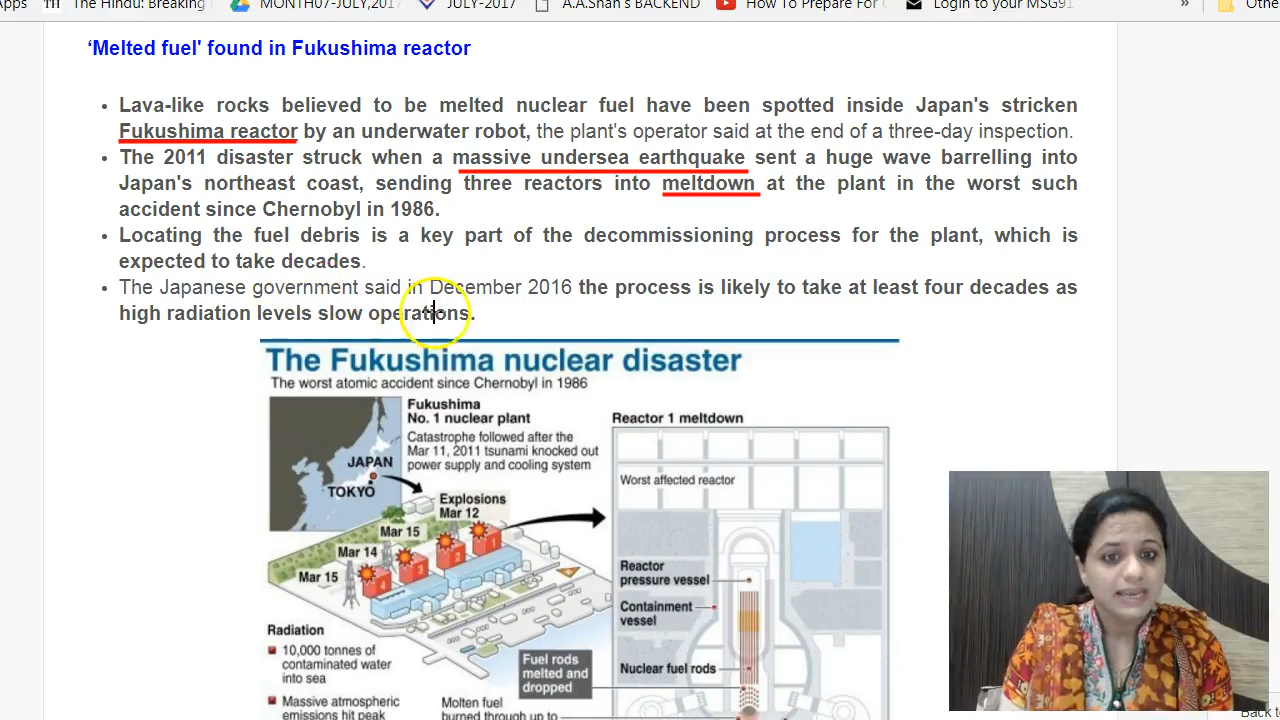 Apps TH The Hindu: Breaking MONTH07-JULY,2017 JULY-2017 A.A.Shah's BACKEND How To Prepare For Login to your MSG91 » Othe
‘Melted fuel' found in Fukushima reactor
• Lava-like rocks believed to be melted nuclear fuel have been spotted inside Japan's stricken
Fukushima reactor by an underwater robot, the plant's operator said at the end of a three-day inspection.
• The 2011 disaster struck when a massive undersea earthquake sent a huge wave barrelling into
Japan's northeast coast, sending three reactors into meltdown at the plant in the worst such
accident since Chernobyl in 1986.
• Locating the fuel debris is a key part of the decommissioning process for the plant, which is
expected to take decades.
• The Japanese government said in December 2016 the process is likely to take at least four decades as
high radiation levels slow operations.
The Fukushima nuclear disaster
The worst atomic accident since Chernobyl in 1986
Fukushima
No. 1 nuclear plant
Catastrophe followed after the
Mar 11, 2011 tsunami knocked out
power supply and cooling system
JAPAN
TOKYO
Explosions
Mar 12
Mar 15
Mar 14
Mar 15
1
2
3
4
Reactor 1 meltdown
Worst affected reactor
Reactor
pressure vessel
Containment
vessel
Nuclear fuel rods
Fuel rods
melted and
dropped
Molten fuel
burned through up to
Radiation
10,000 tonnes of
contaminated water
into sea
Massive atmospheric
emissions hit peak
Back to